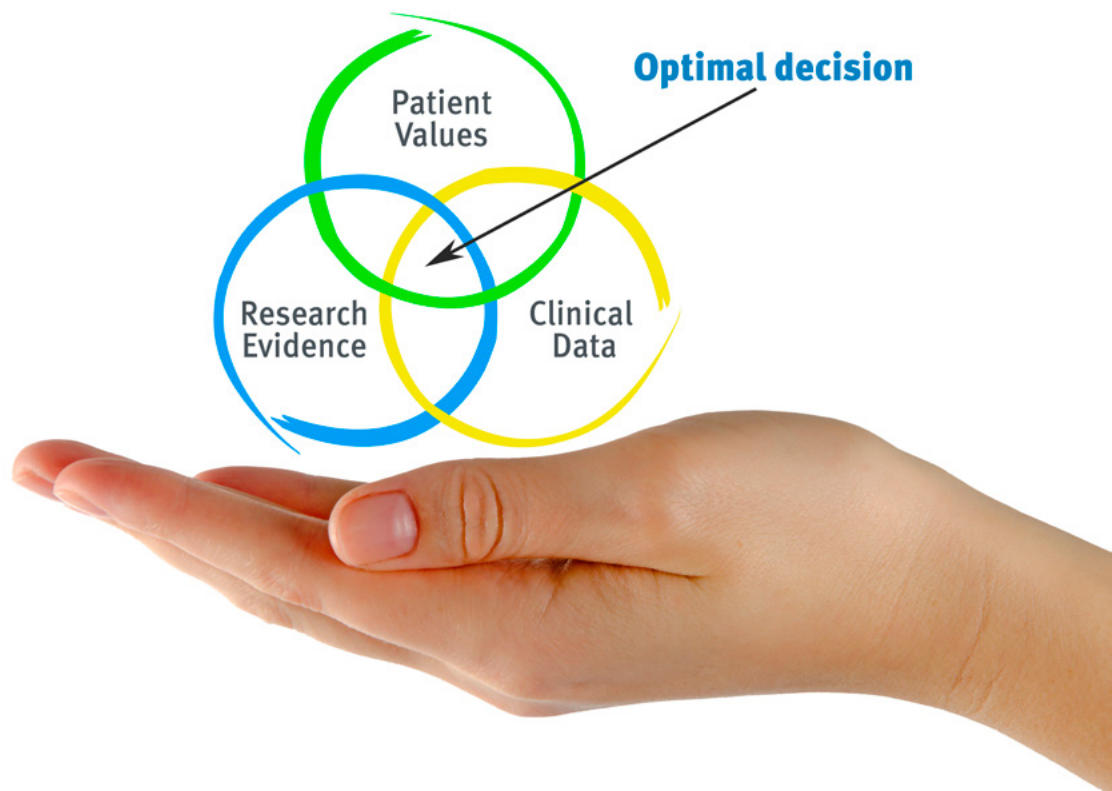 Optimal decision
Patient
Values
Research
Evidence
Clinical
Data